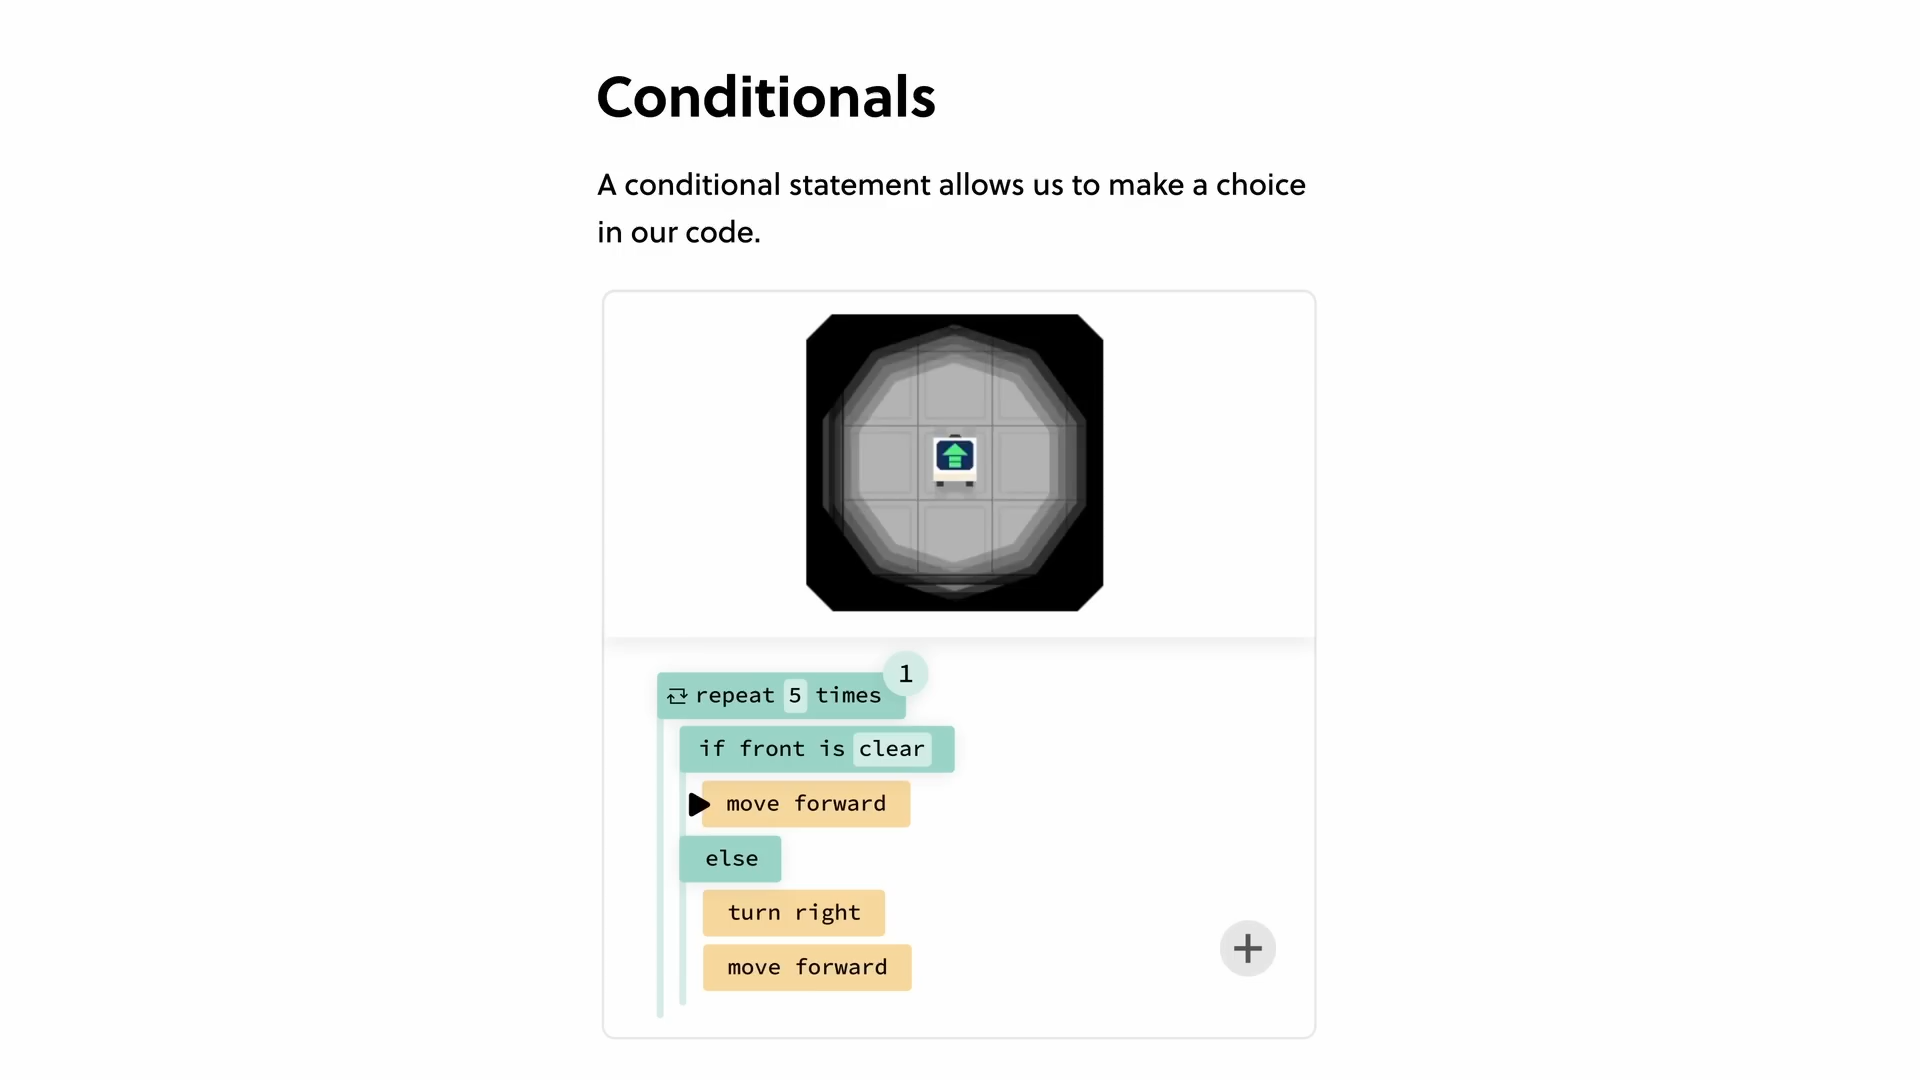 Conditionals
A conditional statement allows us to make a choice
in our code.
1
repeat 5 times
if front is clear
move forward
else
turn right
move forward
+